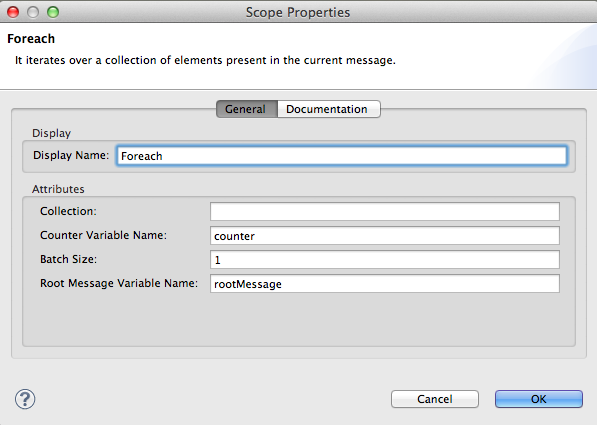 Scope Properties
Foreach
It iterates over a collection of elements present in the current message.
General Documentation
Display
Display Name: Foreach
Attributes
Collection:
Counter Variable Name: counter
Batch Size: 1
Root Message Variable Name: rootMessage
? Cancel OK